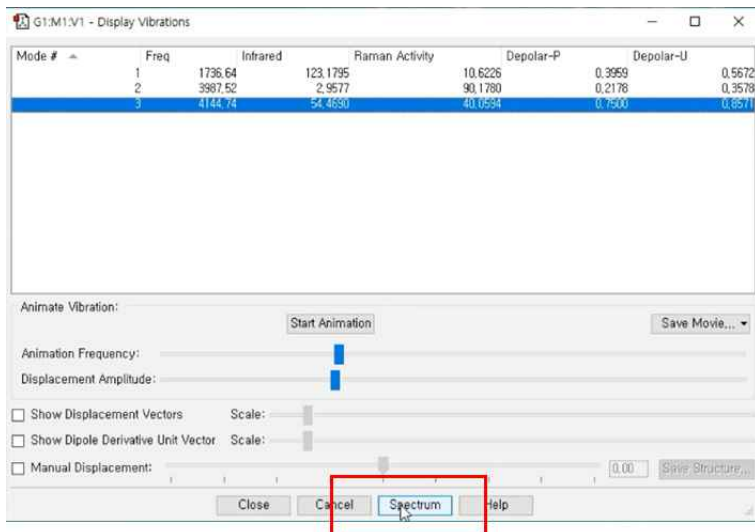 G1:M1:V1 - Display Vibrations
Mode # Freq Infrared Raman Activity Depolar-P Depolar-U
1 1736,64 123,1795 10,6226 0,3959 0,5672
2 3987,52 2,9577 90,1780 0,2178 0,3578
3 4144,74 54,4690 40,0594 0,7500 0,8571
Animate Vibration:
Start Animation Save Movie...
Animation Frequency:
Displacement Amplitude:
Show Displacement Vectors Scale:
Show Dipole Derivative Unit Vector Scale:
Manual Displacement: 0,00 Save Structure...
Close Cancel Spectrum Help